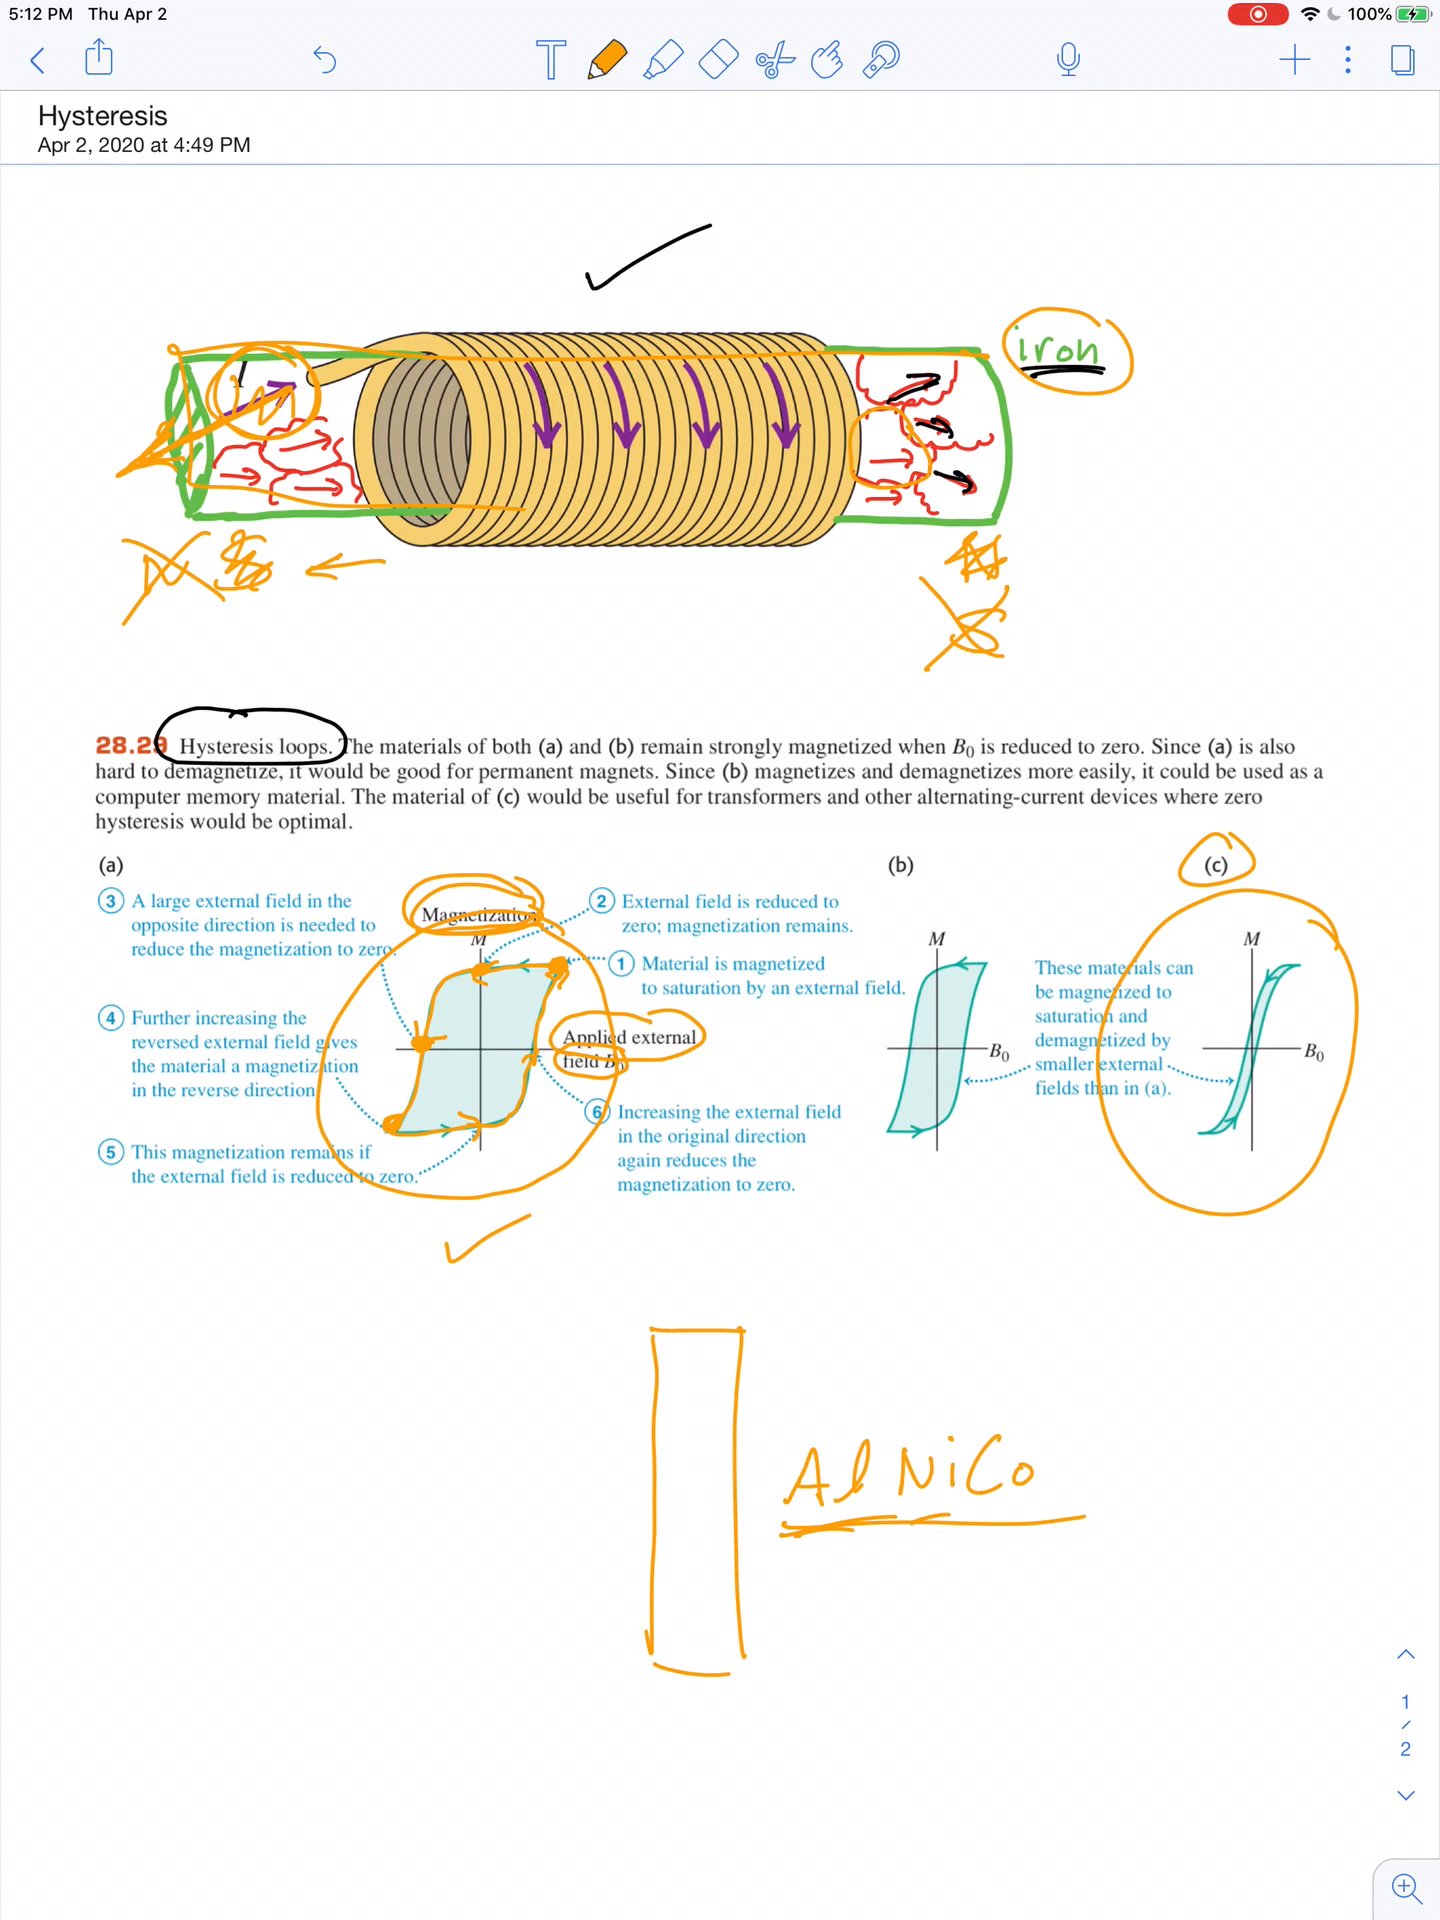 5:12 PM Thu Apr 2
100%
Hysteresis
Apr 2, 2020 at 4:49 PM
iron
28.29 Hysteresis loops. The materials of both (a) and (b) remain strongly magnetized when B0 is reduced to zero. Since (a) is also
hard to demagnetize, it would be good for permanent magnets. Since (b) magnetizes and demagnetizes more easily, it could be used as a
computer memory material. The material of (c) would be useful for transformers and other alternating-current devices where zero
hysteresis would be optimal.
(a)
3 A large external field in the
opposite direction is needed to
reduce the magnetization to zero.
4 Further increasing the
reversed external field gives
the material a magnetization
in the reverse direction.
5 This magnetization remains if
the external field is reduced to zero.
Magnetization
M
2 External field is reduced to
zero; magnetization remains.
1 Material is magnetized
to saturation by an external field.
Applied external
field B0
6 Increasing the external field
in the original direction
again reduces the
magnetization to zero.
(b)
M
B0
These materials can
be magnetized to
saturation and
demagnetized by
smaller external
fields than in (a).
(c)
M
B0
Al NiCo
1
/
2